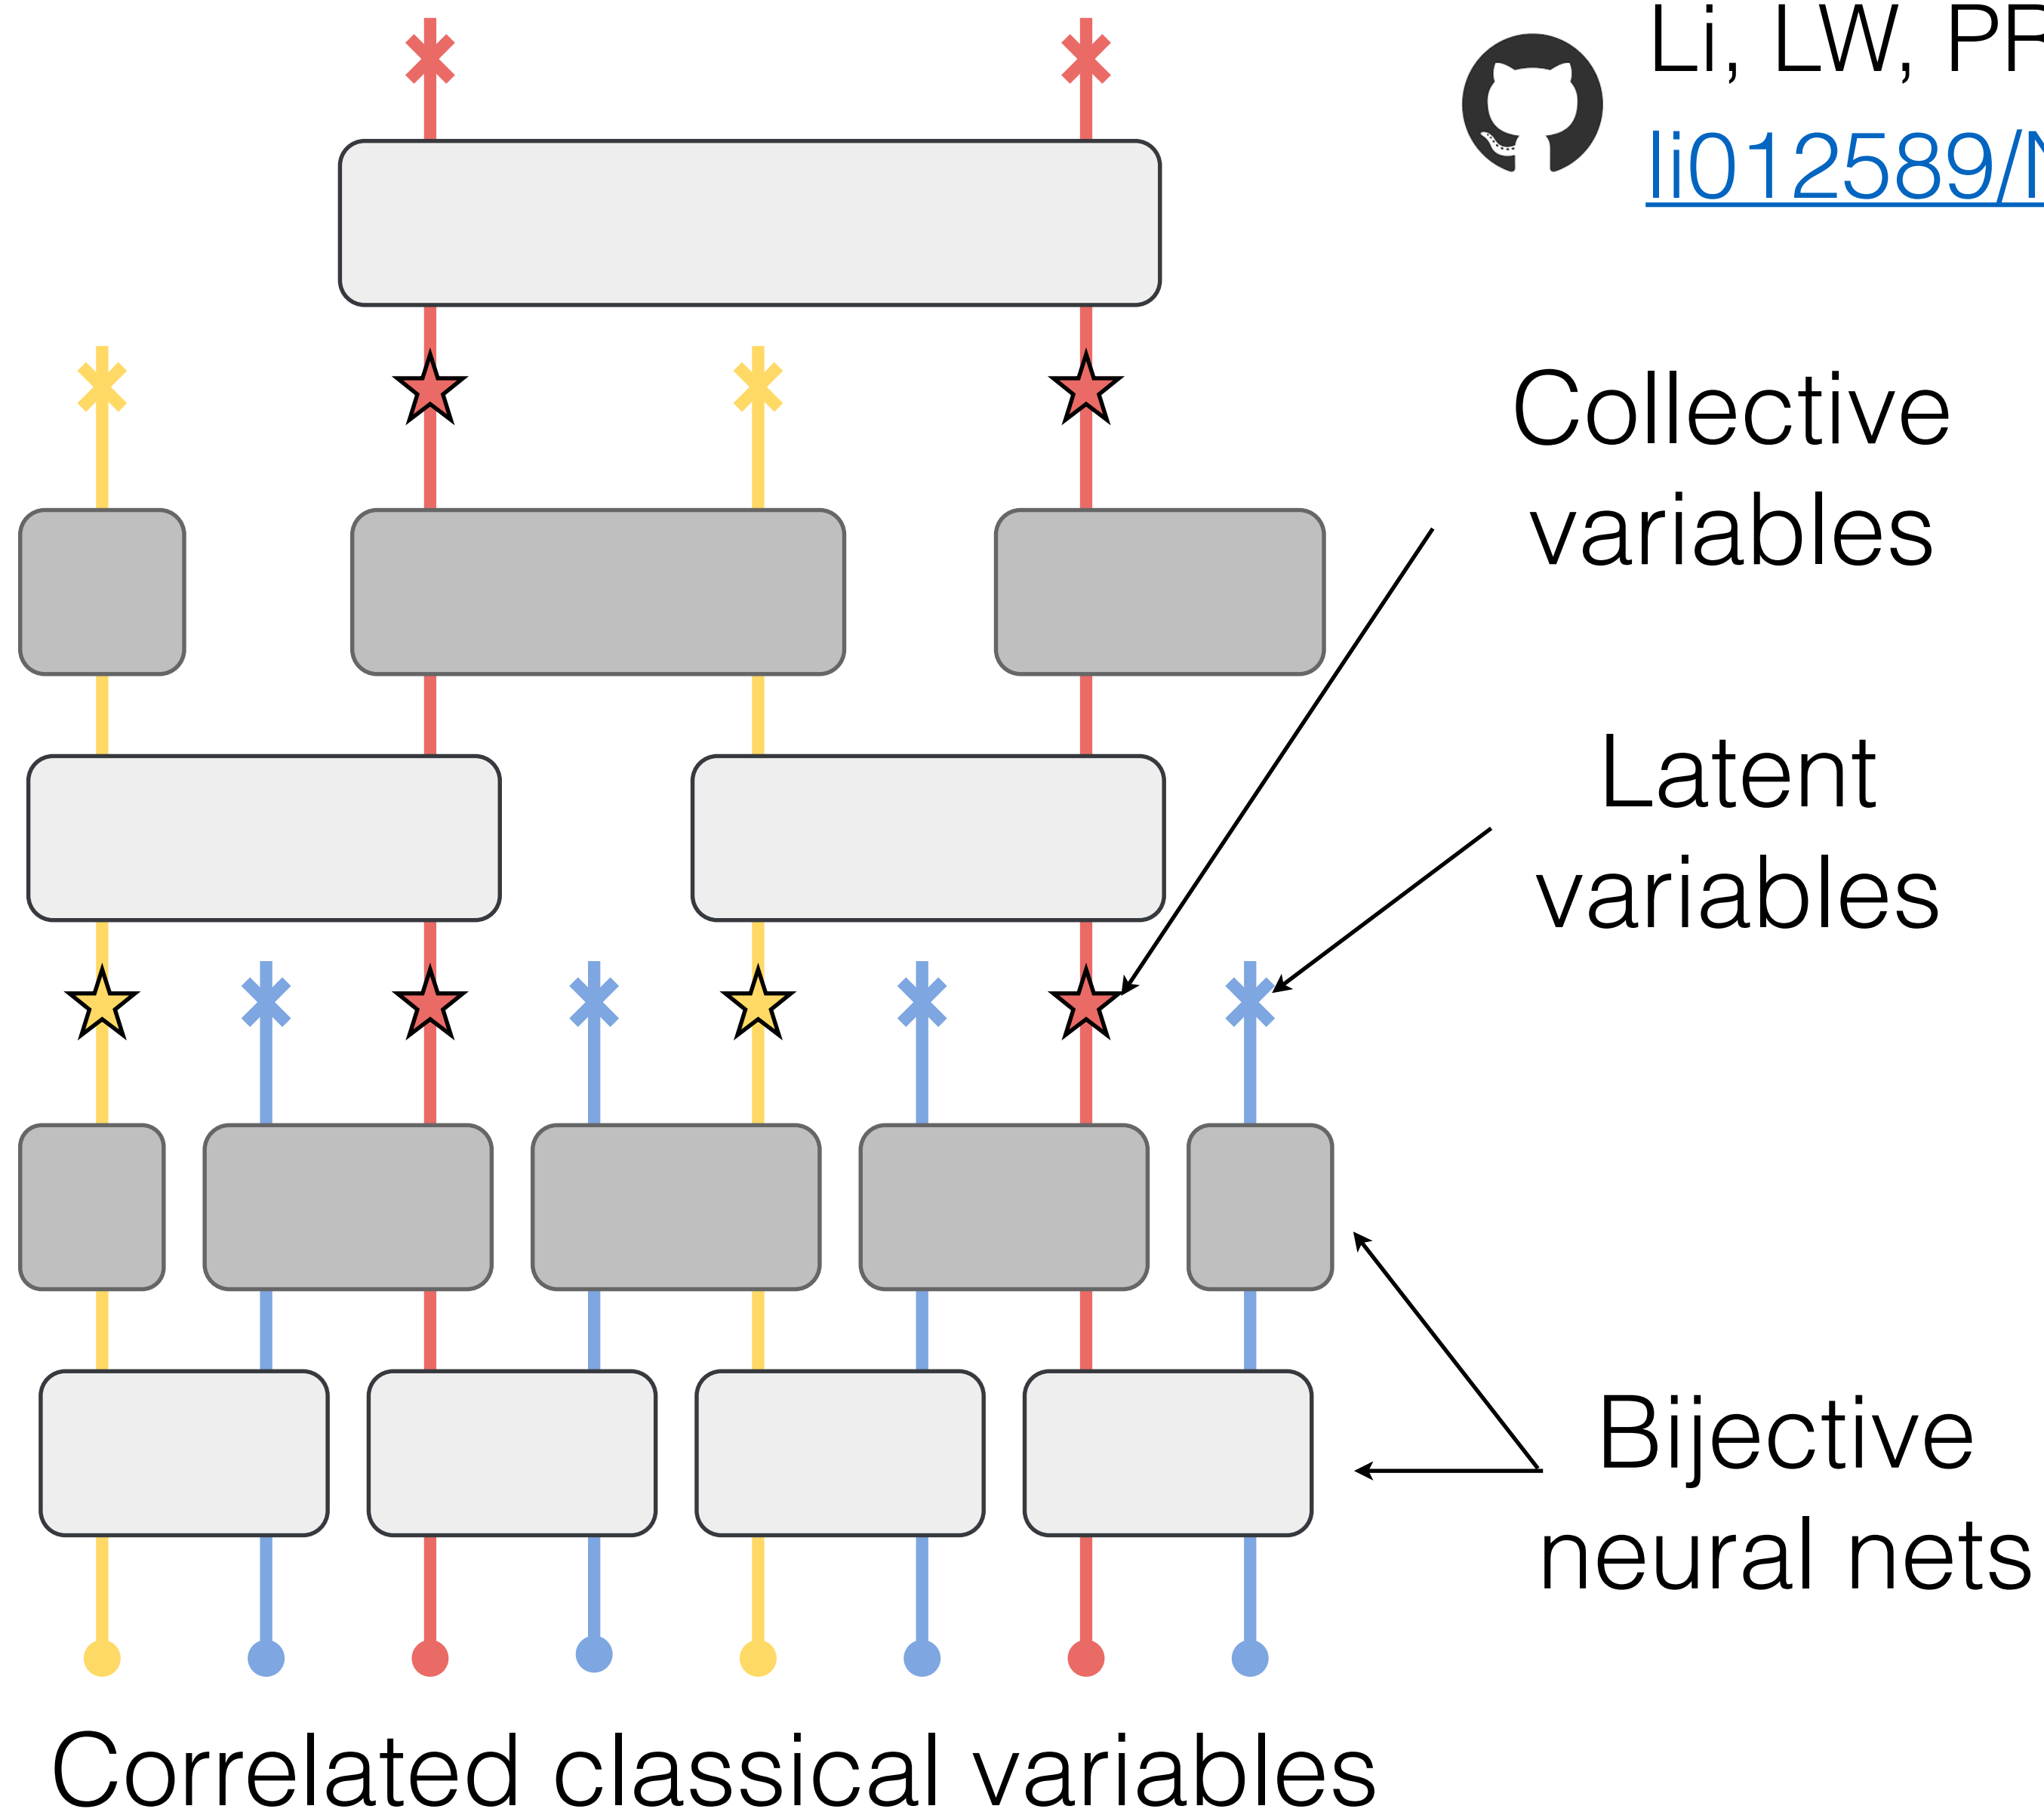 Li, LW, PR
li012589/
Collective
variables
Latent
variables
Bijective
neural nets
Correlated classical variables